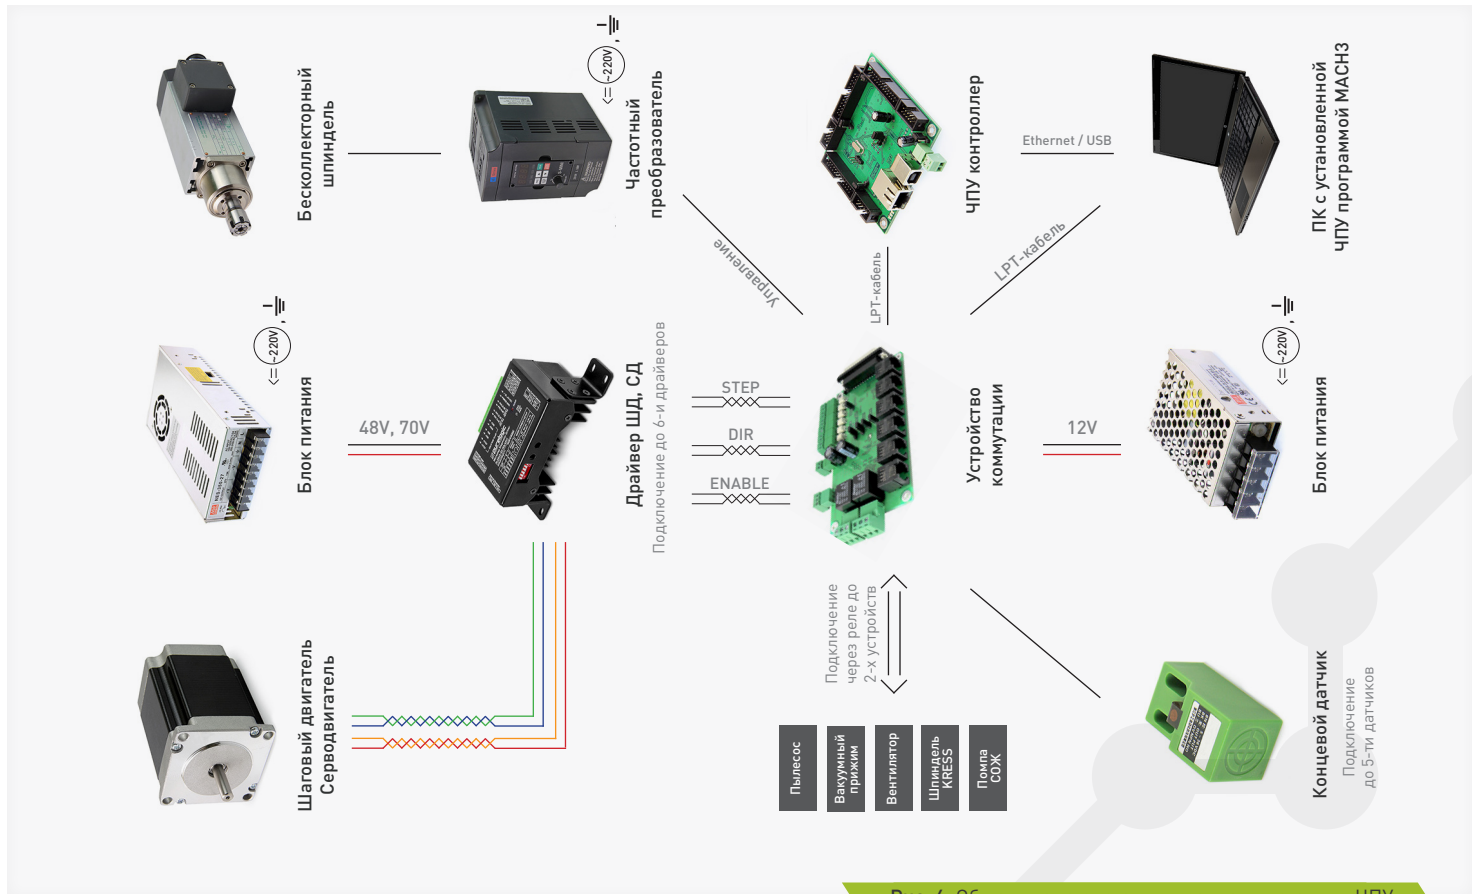 Бесколлекторный
шпиндель
Частотный
преобразователь
<= ~220V
ЧПУ контроллер
Ethernet / USB
ПК с установленной
ЧПУ программой MACH3
Управление
LPT-кабель
LPT-кабель
Блок питания
<= ~220V
48V, 70V
Драйвер ШД, СД
Подключение до 6-и драйверов
STEP
DIR
ENABLE
Устройство
коммутации
12V
Блок питания
<= ~220V
Шаговый двигатель
Серводвигатель
Подключение
через реле до
2-х устройств
Пылесос
Вакуумный
прижим
Вентилятор
Шпиндель
KRESS
Помпа
СОЖ
Концевой датчик
Подключение
до 5-ти датчиков